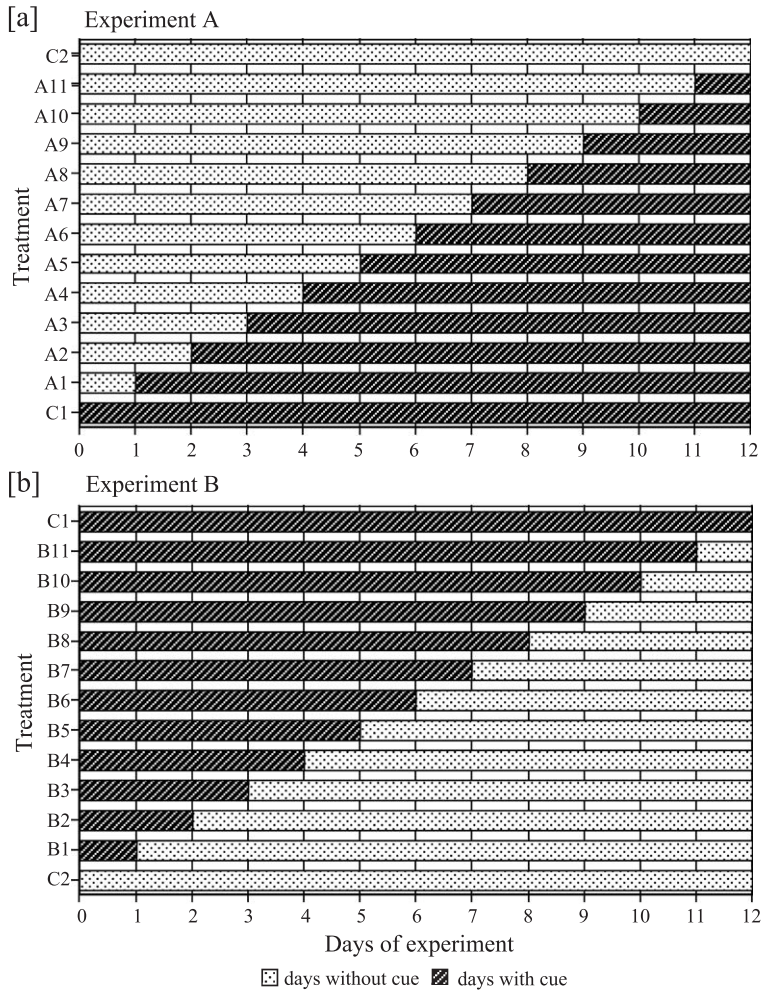 [a] Experiment A
Treatment
C2
A11
A10
A9
A8
A7
A6
A5
A4
A3
A2
A1
C1
0 1 2 3 4 5 6 7 8 9 10 11 12
[b] Experiment B
Treatment
C1
B11
B10
B9
B8
B7
B6
B5
B4
B3
B2
B1
C2
0 1 2 3 4 5 6 7 8 9 10 11 12
Days of experiment
days without cue days with cue